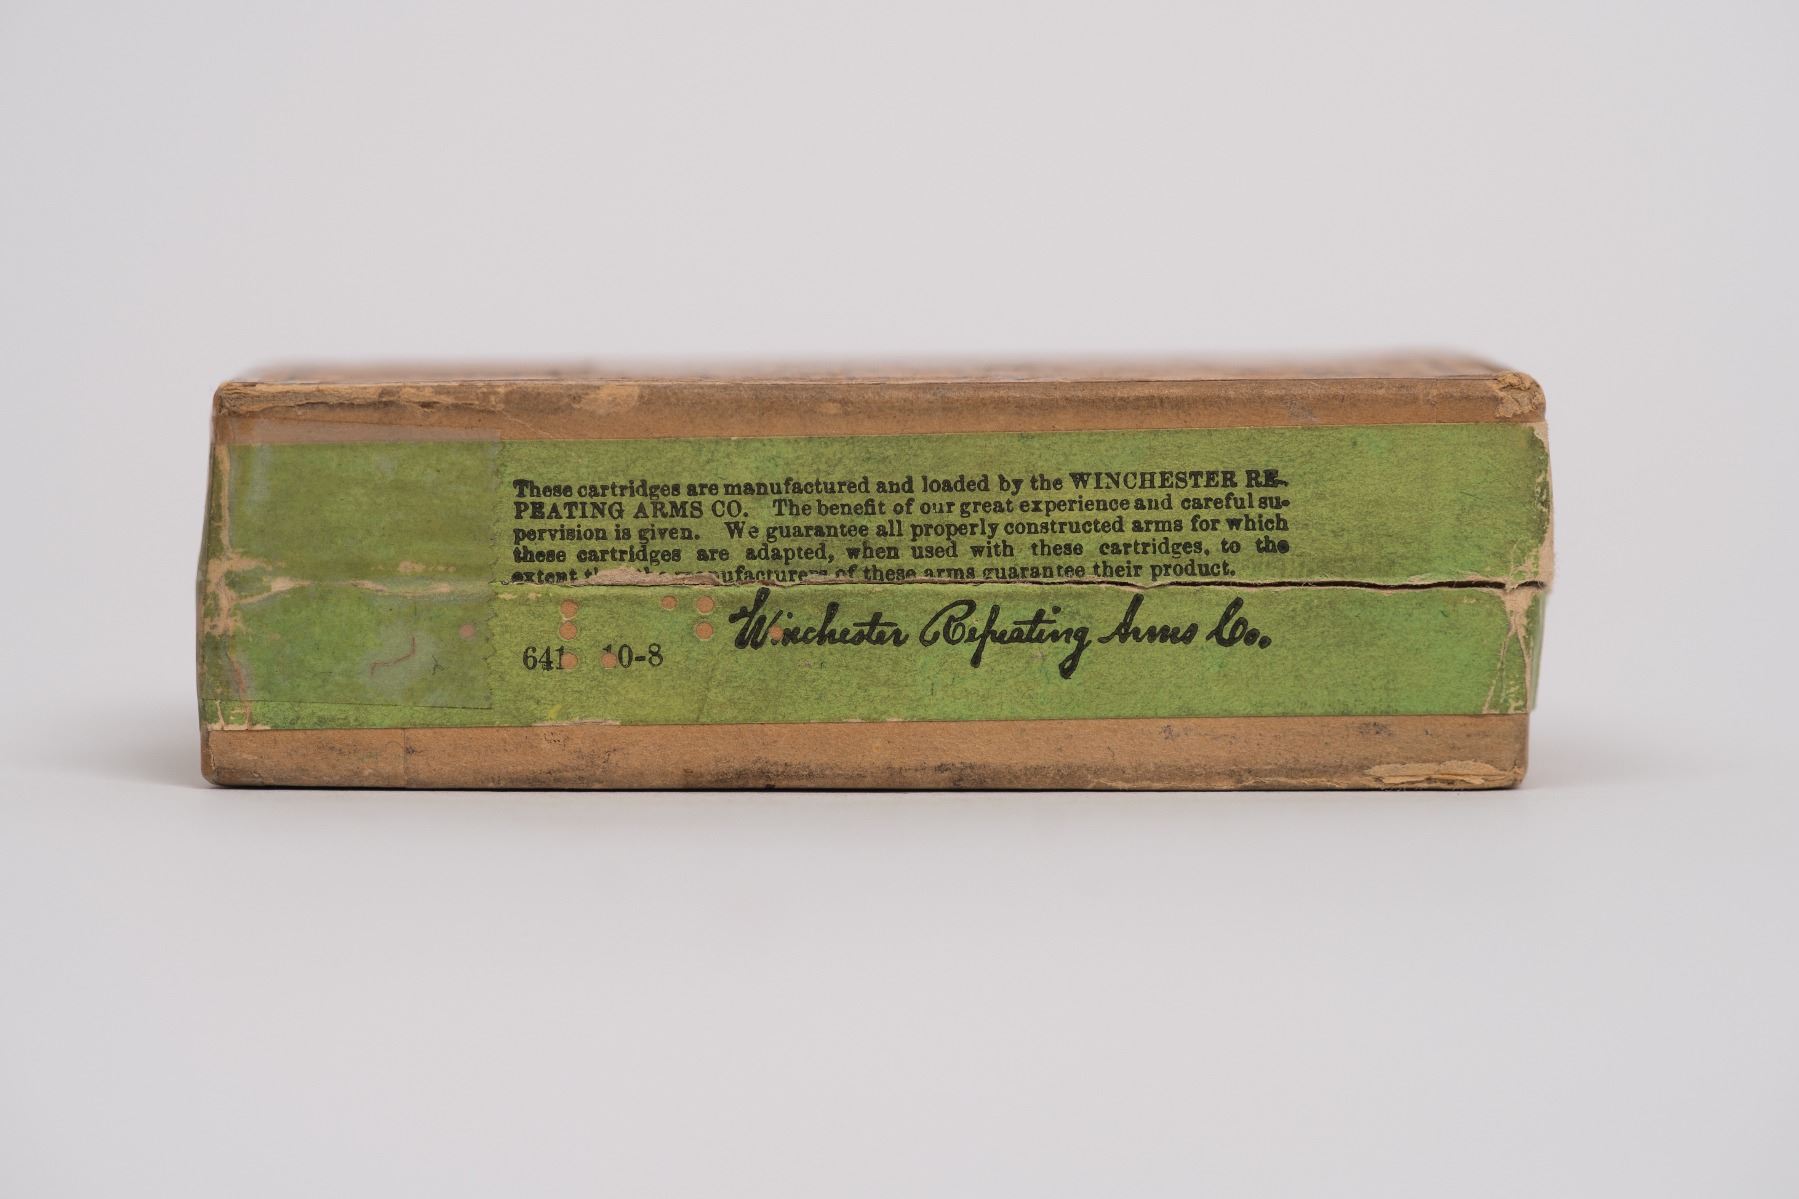 These cartridges are manufactured and loaded by the WINCHESTER RE-
PEATING ARMS CO. The benefit of our great experience and careful su-
pervision is given. We guarantee all properly constructed arms for which
these cartridges are adapted, when used with these cartridges, to the
extent manufacturers of these arms guarantee their product.
Winchester Repeating Arms Co.
641 10-8